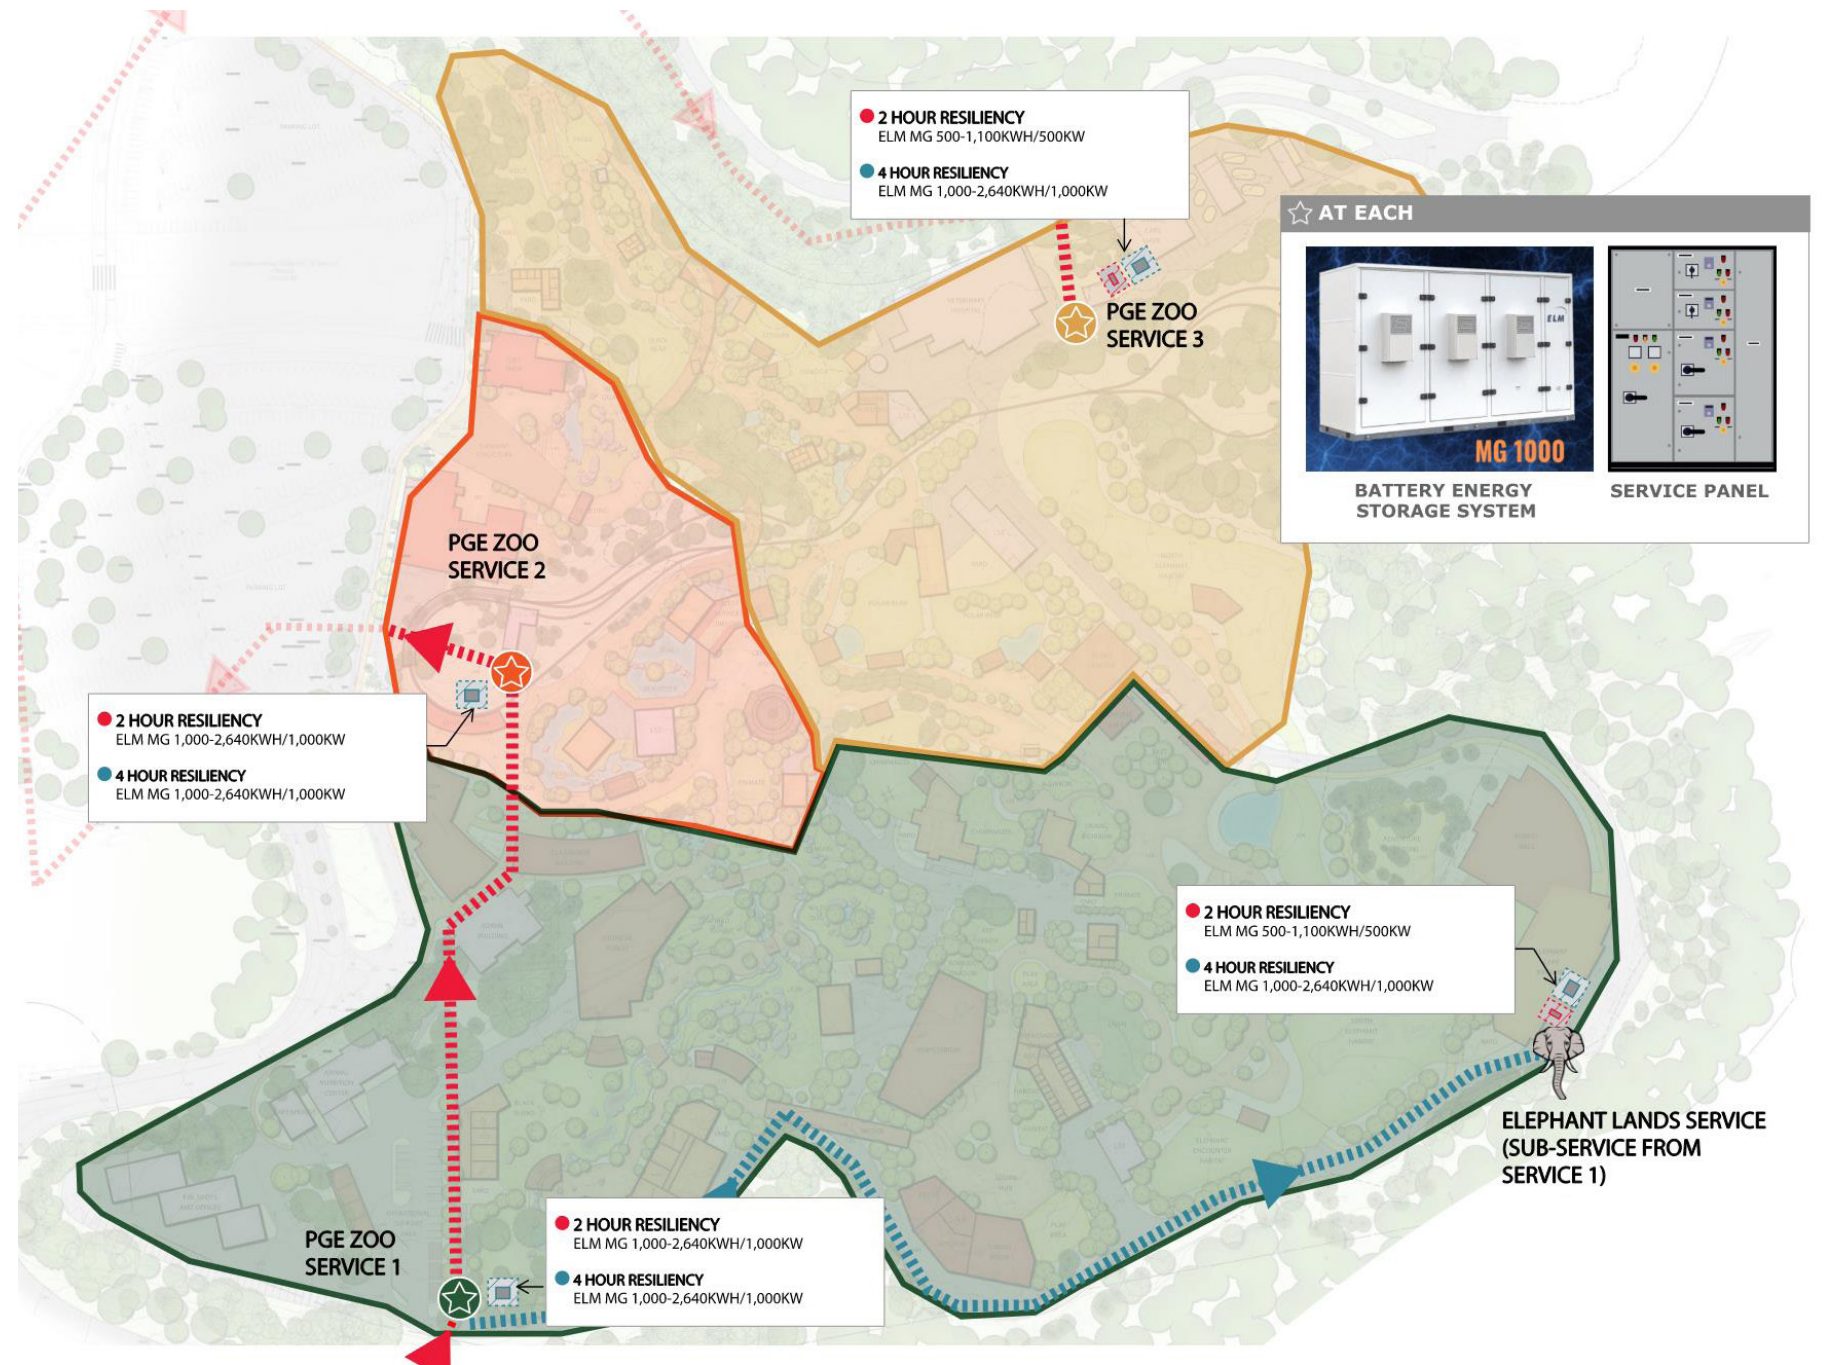 2 HOUR RESILIENCY
ELM MG 500-1,100KWH/500KW
4 HOUR RESILIENCY
ELM MG 1,000-2,640KWH/1,000KW
AT EACH
ELM
MG 1000
BATTERY ENERGY
STORAGE SYSTEM
SERVICE PANEL
PGE ZOO
SERVICE 3
PGE ZOO
SERVICE 2
2 HOUR RESILIENCY
ELM MG 1,000-2,640KWH/1,000KW
4 HOUR RESILIENCY
ELM MG 1,000-2,640KWH/1,000KW
2 HOUR RESILIENCY
ELM MG 500-1,100KWH/500KW
4 HOUR RESILIENCY
ELM MG 1,000-2,640KWH/1,000KW
ELEPHANT LANDS SERVICE
(SUB-SERVICE FROM
SERVICE 1)
PGE ZOO
SERVICE 1
2 HOUR RESILIENCY
ELM MG 1,000-2,640KWH/1,000KW
4 HOUR RESILIENCY
ELM MG 1,000-2,640KWH/1,000KW